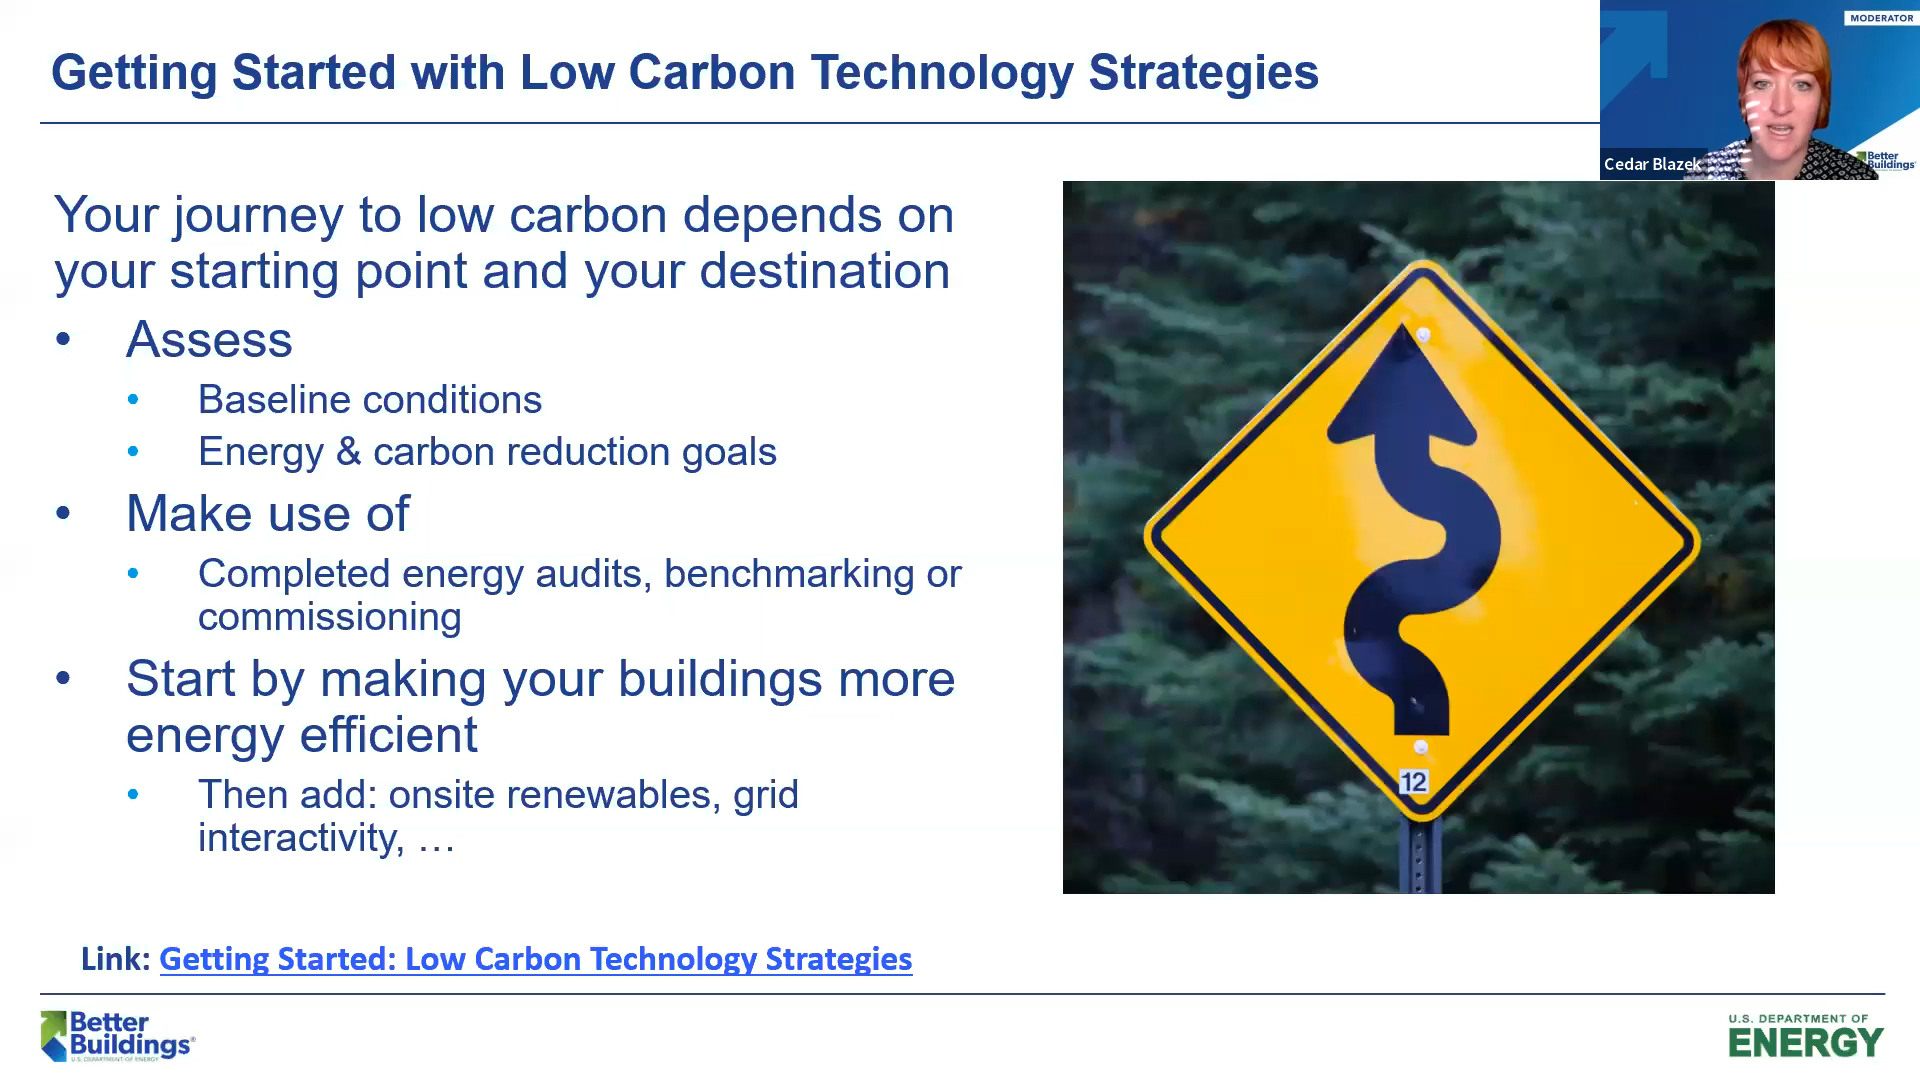 Getting Started with Low Carbon Technology Strategies
MODERATOR
Cedar Blazek
Better
Buildings
Your journey to low carbon depends on
your starting point and your destination
• Assess
• Baseline conditions
• Energy & carbon reduction goals
• Make use of
• Completed energy audits, benchmarking or
commissioning
• Start by making your buildings more
energy efficient
• Then add: onsite renewables, grid
interactivity, …
12
Link: Getting Started: Low Carbon Technology Strategies
Better
Buildings®
U.S. DEPARTMENT OF ENERGY
U.S. DEPARTMENT OF
ENERGY